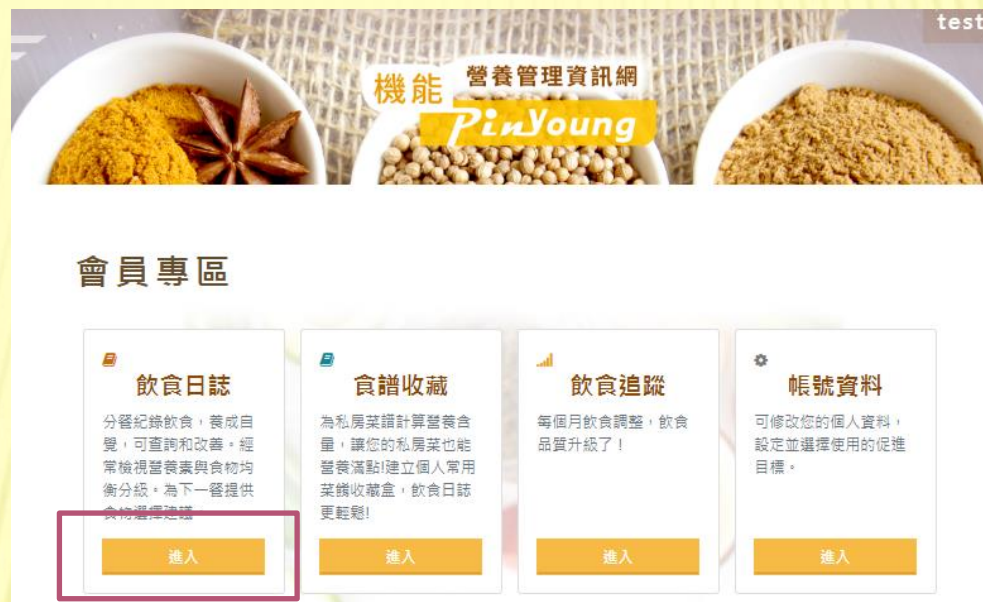 test
機能 營養管理資訊網
PinYoung
會員專區
飲食日誌
分餐紀錄飲食，養成自
覺，可查詢和改善。經
常檢視營養素與食物均
衡分級。為下一餐提供
食物選擇建議。
進入
食譜收藏
為私房菜譜計算營養含
量，讓您的私房菜也能
營養滿點!建立個人常用
菜餚收藏盒，飲食日誌
更輕鬆!
進入
飲食追蹤
每個月飲食調整，飲食
品質升級了！
進入
帳號資料
可修改您的個人資料，
設定並選擇使用的促進
目標。
進入